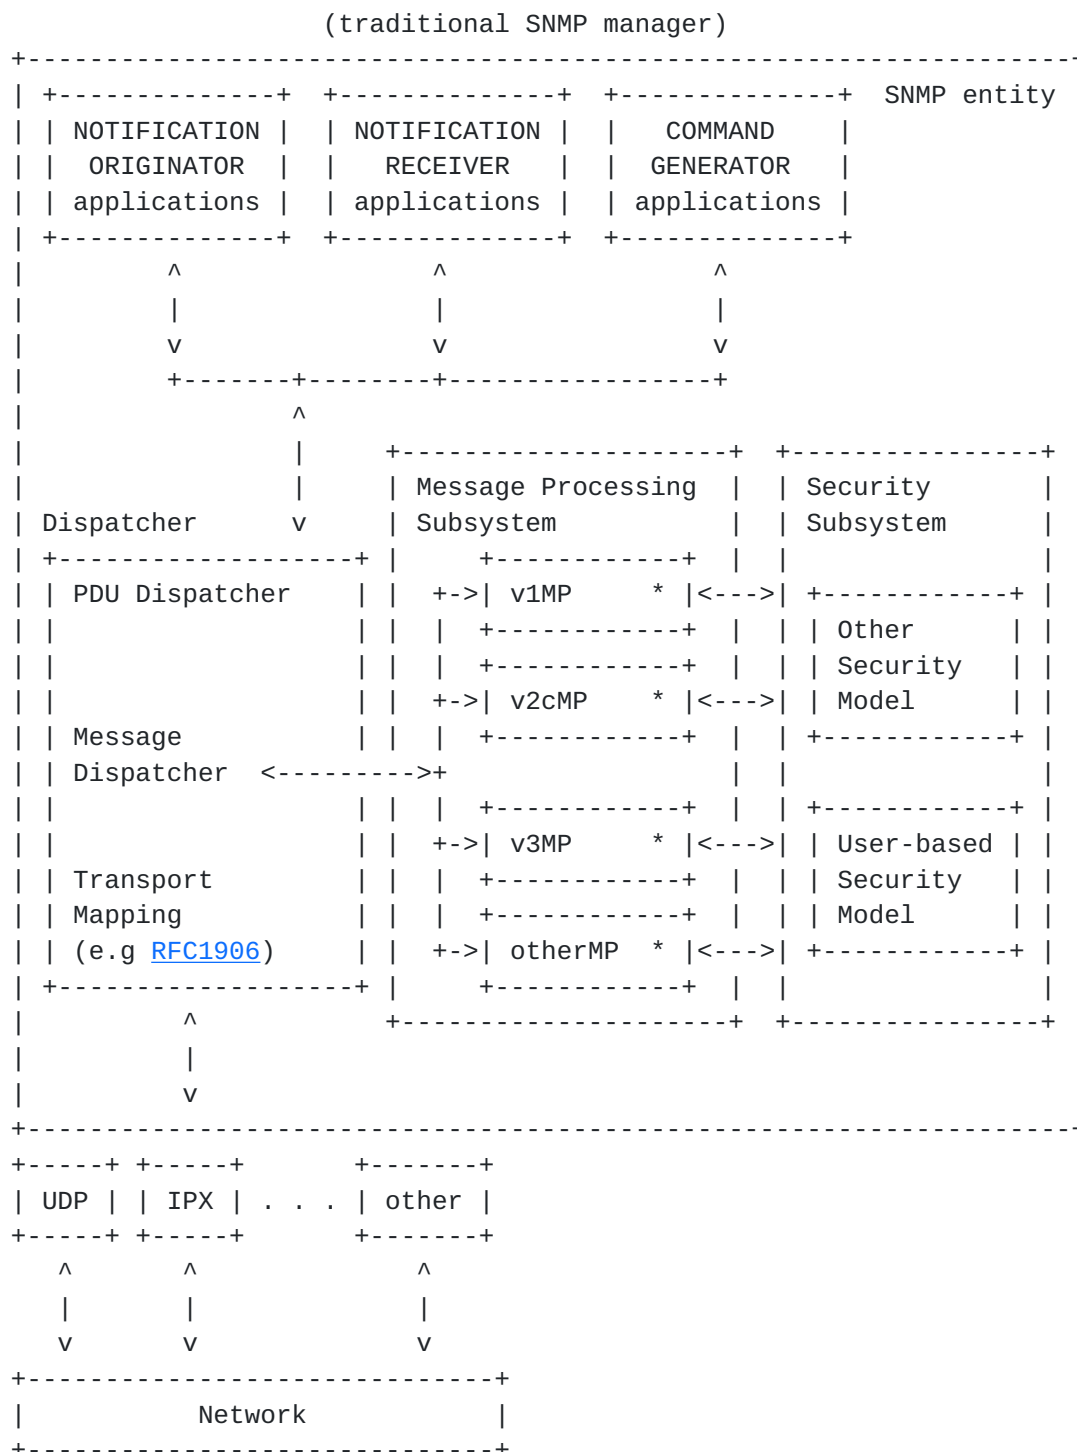 (traditional SNMP manager)
+-------------------------------------------------------------------+
| +--------------+  +--------------+  +--------------+  SNMP entity
| | NOTIFICATION |  | NOTIFICATION |  |   COMMAND    |
| |  ORIGINATOR  |  |   RECEIVER   |  |  GENERATOR   |
| | applications |  | applications |  | applications |
| +--------------+  +--------------+  +--------------+
|         ^                ^                 ^
|         |                |                 |
|         v                v                 v
|         +-------+--------+-----------------+
|                 ^
|                 |     +---------------------+  +----------------+
|                 |     | Message Processing  |  | Security       |
| Dispatcher      v     | Subsystem           |  | Subsystem      |
| +-------------------+ |     +------------+  |  |                |
| | PDU Dispatcher    | |  +->| v1MP     * |<--->| +------------+ |
| |                   | |  |  +------------+  |  | | Other      | |
| |                   | |  |  +------------+  |  | | Security   | |
| |                   | |  +->| v2cMP    * |<--->| | Model      | |
| | Message           | |  |  +------------+  |  | +------------+ |
| | Dispatcher  <--------->+                  |  |                |
| |                   | |  |  +------------+  |  | +------------+ |
| |                   | |  +->| v3MP     * |<--->| | User-based | |
| | Transport         | |  |  +------------+  |  | | Security   | |
| | Mapping           | |  |  +------------+  |  | | Model      | |
| | (e.g RFC1906)     | |  +->| otherMP  * |<--->| +------------+ |
| +-------------------+ |     +------------+  |  |                |
|          ^            +---------------------+  +----------------+
|          |
|          v
+-------------------------------------------------------------------+
+-----+ +-----+       +-------+
| UDP | | IPX | . . . | other |
+-----+ +-----+       +-------+
   ^       ^              ^
   |       |              |
   v       v              v
+------------------------------+
|           Network            |
+------------------------------+